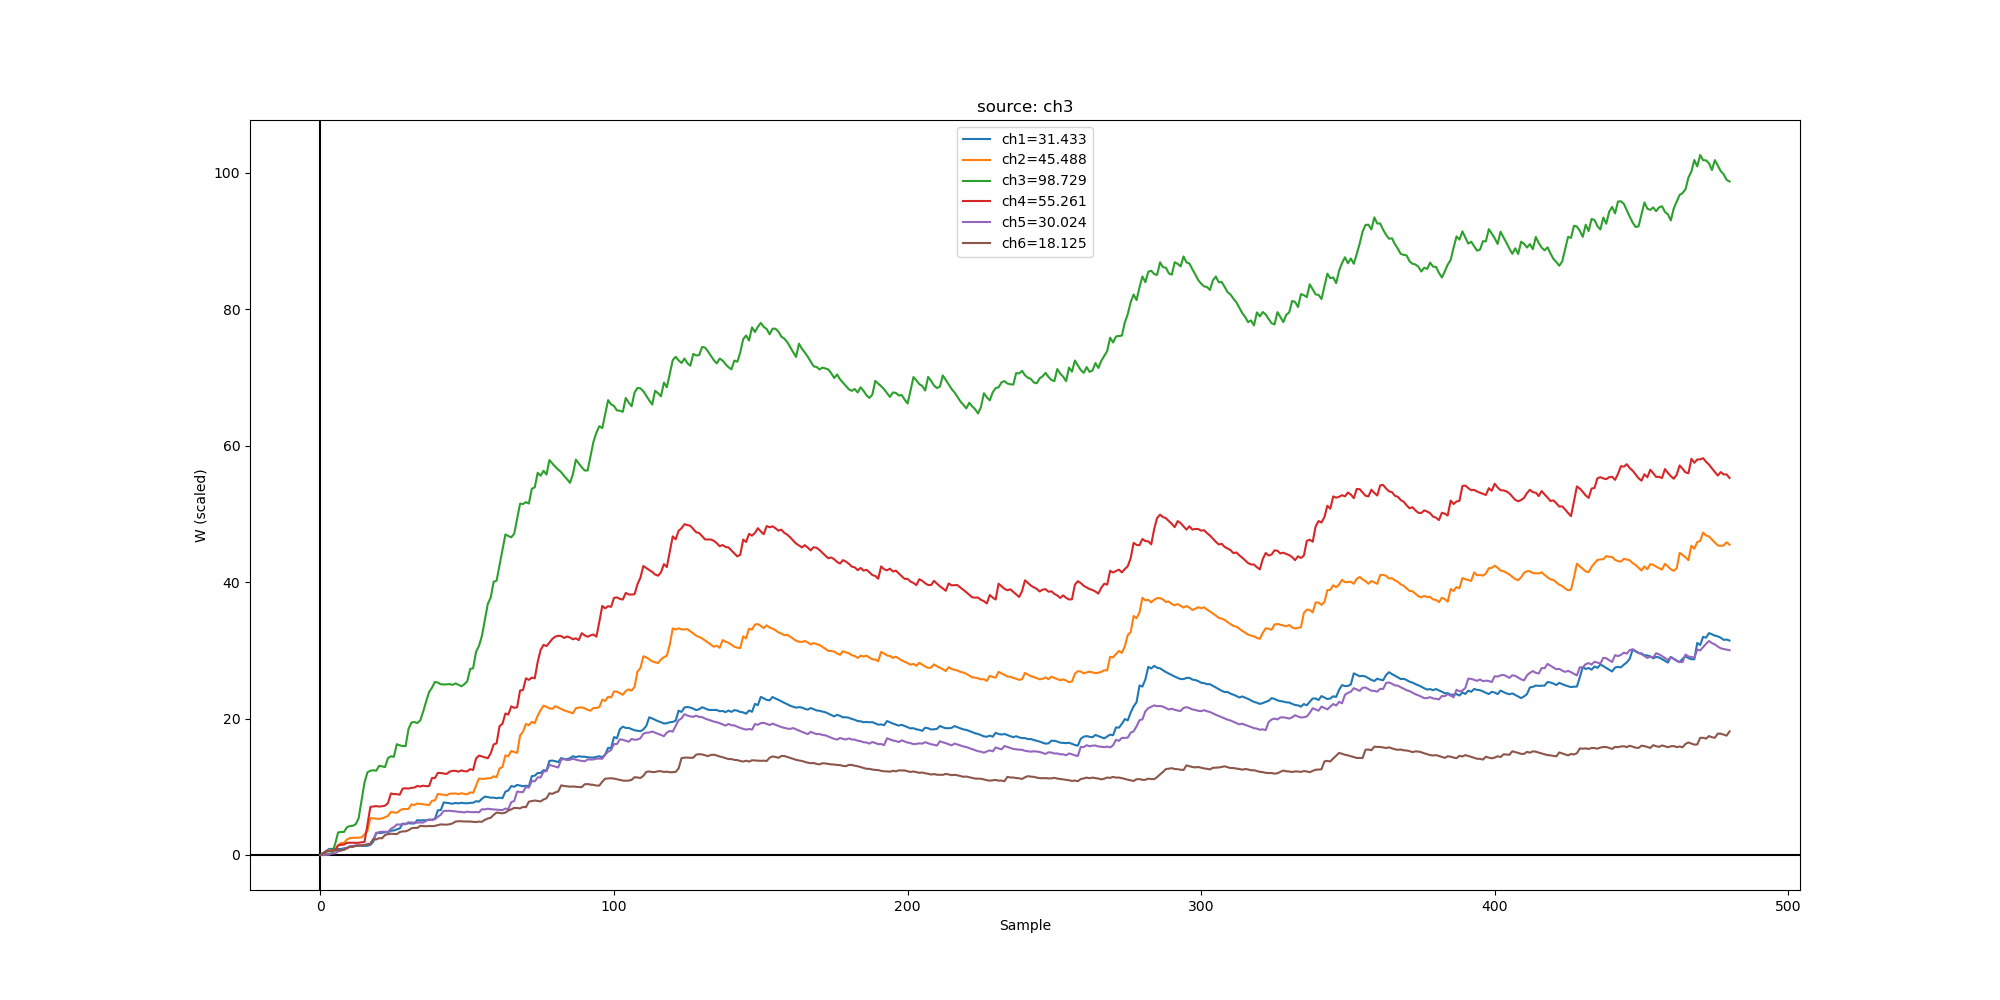 source: ch3
ch1=31.433
ch2=45.488
ch3=98.729
ch4=55.261
ch5=30.024
ch6=18.125
W (scaled)
100
80
60
40
20
0
0 100 200 300 400 500
Sample